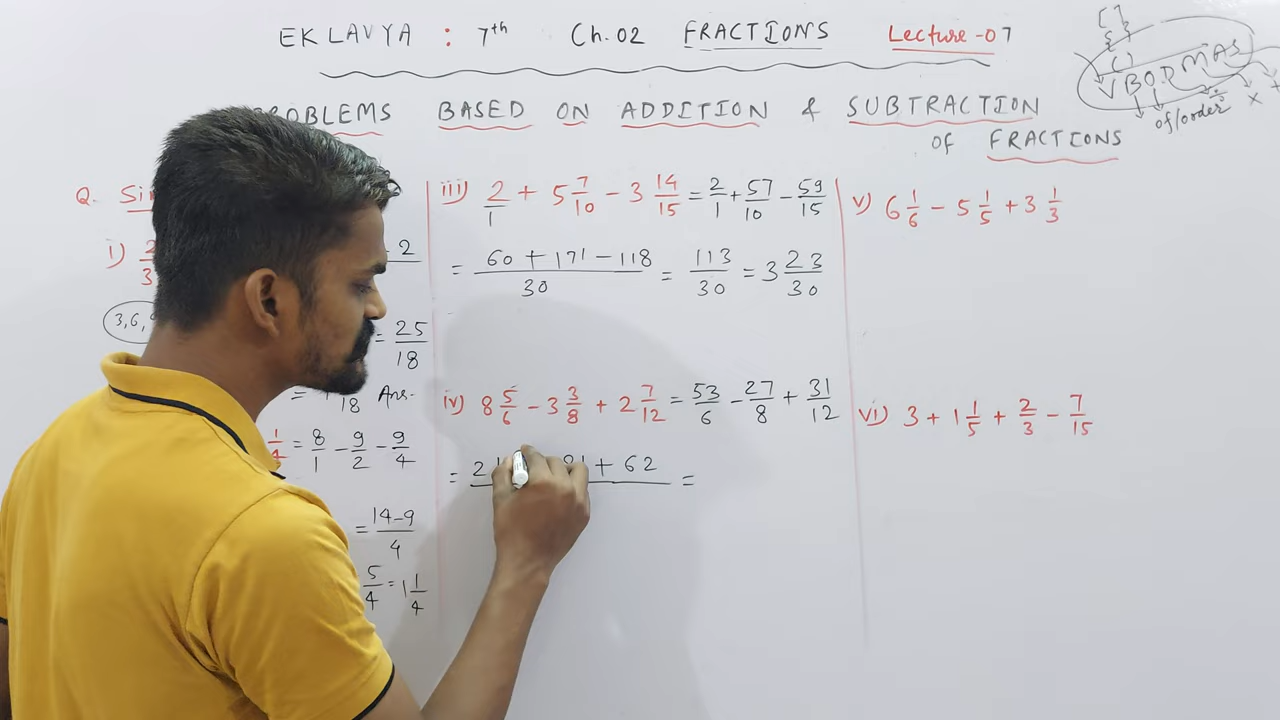 EKLAVYA : 7th Ch.02 FRACTIONS Lecture-07
[ ]
{ }
( )
VBODMAS
of/order ÷ × +
BASED ON ADDITION & SUBTRACTION
of FRACTIONS
Q.
i) 2/3
2
3,6,
= 25/18
= 18 Ans.
1/4 = 8/1 - 9/2 - 9/4
= 14-9/4
5/4 = 1 1/4
iii) 2/1 + 5 7/10 - 3 14/15 = 2/1 + 57/10 - 59/15
= 60 + 171 - 118/30 = 113/30 = 3 23/30
iv) 8 5/6 - 3 3/8 + 2 7/12 = 53/6 - 27/8 + 31/12
= + 62 =
v) 6 1/6 - 5 1/5 + 3 1/3
vi) 3 + 1 1/5 + 2/3 - 7/15